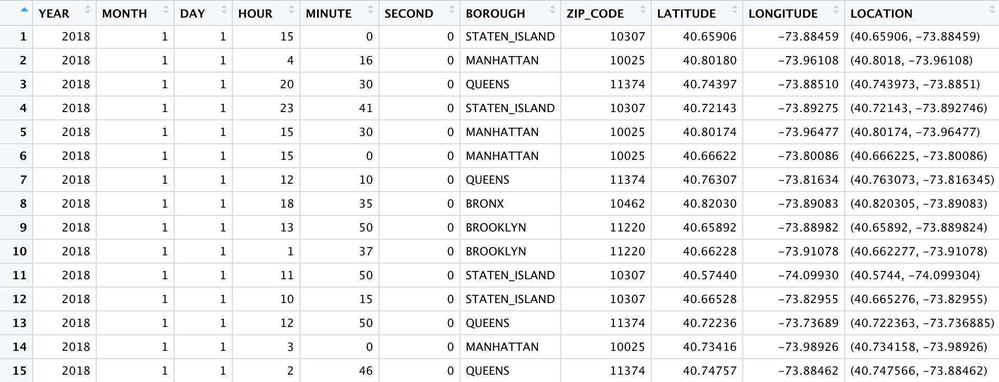 YEAR MONTH DAY HOUR MINUTE SECOND BOROUGH ZIP_CODE LATITUDE LONGITUDE LOCATION
1 2018 1 1 15 0 0 STATEN_ISLAND 10307 40.65906 -73.88459 (40.65906, -73.88459)
2 2018 1 1 4 16 0 MANHATTAN 10025 40.80180 -73.96108 (40.8018, -73.96108)
3 2018 1 1 20 30 0 QUEENS 11374 40.74397 -73.88510 (40.743973, -73.8851)
4 2018 1 1 23 41 0 STATEN_ISLAND 10307 40.72143 -73.89275 (40.72143, -73.892746)
5 2018 1 1 15 30 0 MANHATTAN 10025 40.80174 -73.96477 (40.80174, -73.96477)
6 2018 1 1 15 0 0 MANHATTAN 10025 40.66622 -73.80086 (40.666225, -73.80086)
7 2018 1 1 12 10 0 QUEENS 11374 40.76307 -73.81634 (40.763073, -73.816345)
8 2018 1 1 18 35 0 BRONX 10462 40.82030 -73.89083 (40.820305, -73.89083)
9 2018 1 1 13 50 0 BROOKLYN 11220 40.65892 -73.88982 (40.65892, -73.889824)
10 2018 1 1 1 37 0 BROOKLYN 11220 40.66228 -73.91078 (40.662277, -73.91078)
11 2018 1 1 11 50 0 STATEN_ISLAND 10307 40.57440 -74.09930 (40.5744, -74.099304)
12 2018 1 1 10 15 0 STATEN_ISLAND 10307 40.66528 -73.82955 (40.665276, -73.82955)
13 2018 1 1 12 50 0 QUEENS 11374 40.72236 -73.73689 (40.722363, -73.736885)
14 2018 1 1 3 0 0 MANHATTAN 10025 40.73416 -73.98926 (40.734158, -73.98926)
15 2018 1 1 2 46 0 QUEENS 11374 40.74757 -73.88462 (40.747566, -73.88462)